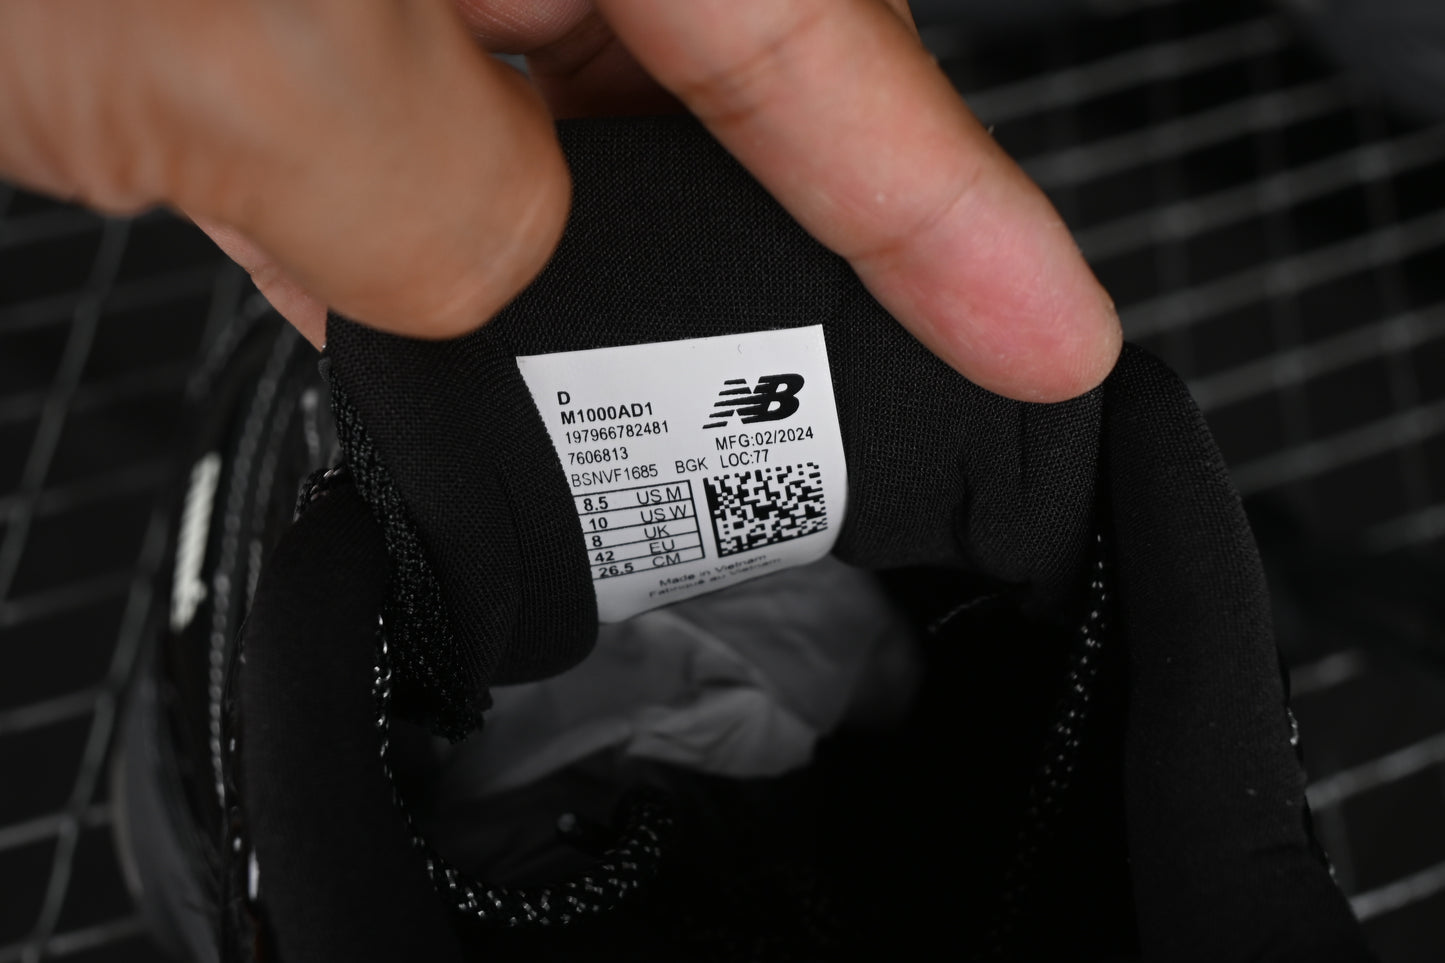 D
M1000AD1
197966782481
7606813
BSNVF1685 BGK
NB
MFG:02/2024
LOC:77
8.5 US M
10 US W
8 UK
42 EU
26.5 CM
Made in Vietnam
Fabriqué au Vietnam